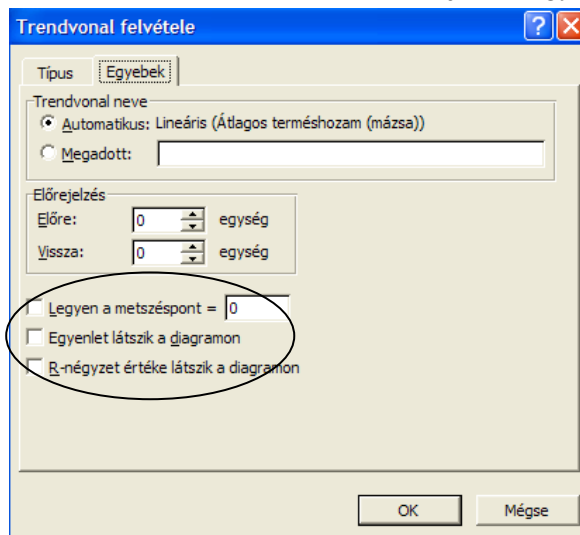 Trendvonal felvétele
Típus Egyebek
Trendvonal neve
Automatikus: Lineáris (Átlagos terméshozam (mázsa))
Megadott:
Előrejelzés
Előre: 0 egység
Vissza: 0 egység
Legyen a metszéspont = 0
Egyenlet látszik a diagramon
R-négyzet értéke látszik a diagramon
OK Mégse